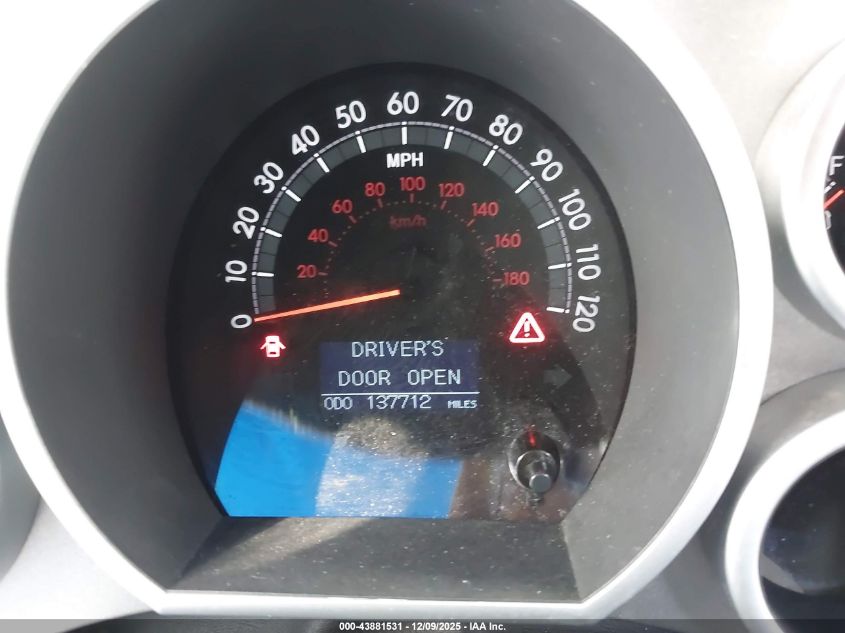 0 10 20 30 40 50 60 70 80 90 100 110 120
MPH
20 40 60 80 100 120 140 160 180
km/h
DRIVER'S
DOOR OPEN
ODO 137712 MILES
F
000-43881531 - 12/09/2025 - IAA Inc.